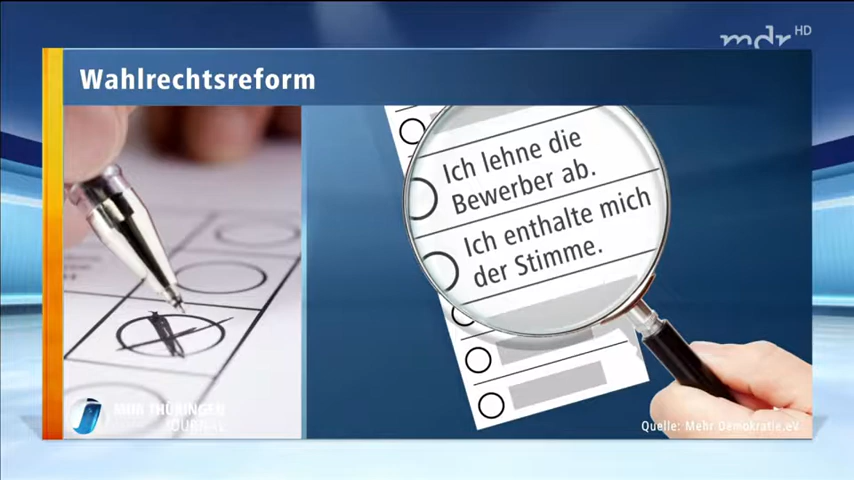 mdr HD
Wahlrechtsreform
Ich lehne die
Bewerber ab.
Ich enthalte mich
der Stimme.
MDR THÜRINGEN
JOURNAL
Quelle: Mehr Demokratie.eV